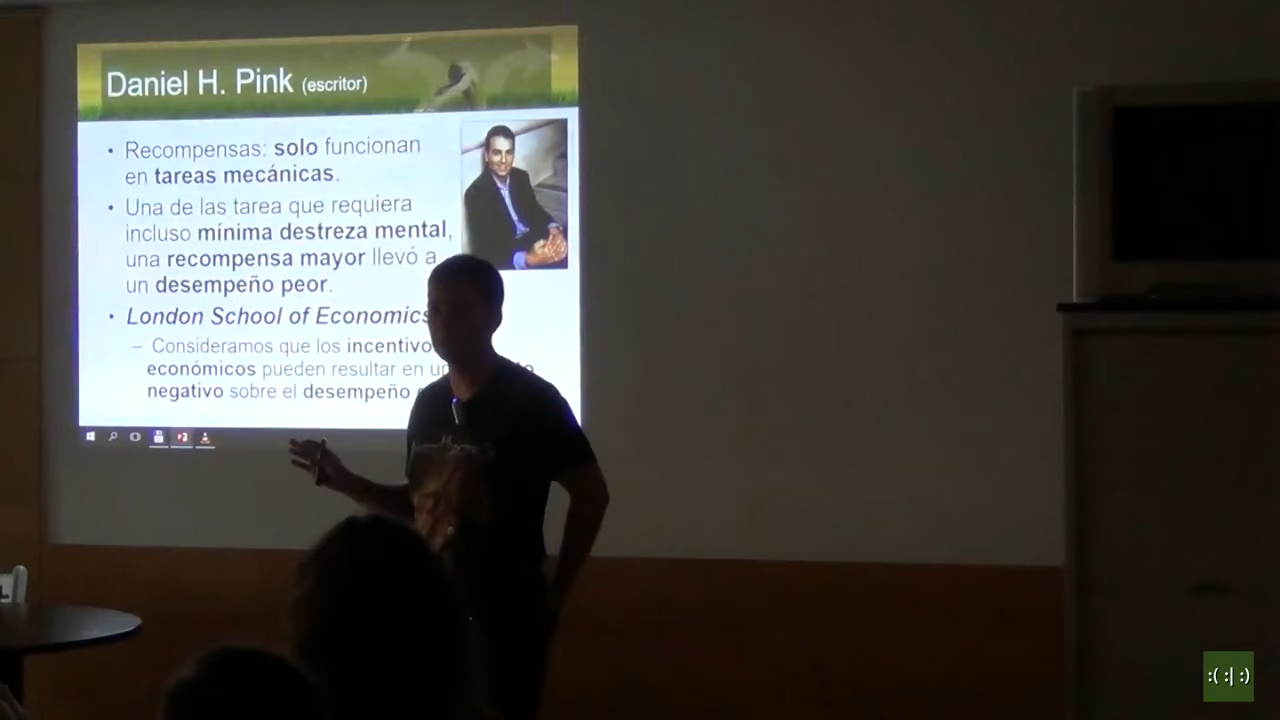 Daniel H. Pink (escritor)
• Recompensas: solo funcionan
en tareas mecánicas.
• Una de las tarea que requiera
incluso mínima destreza mental,
una recompensa mayor llevó a
un desempeño peor.
• London School of Economics
– Consideramos que los
económicos pueden resultar en
negativo sobre el desempeño
:( :| :)